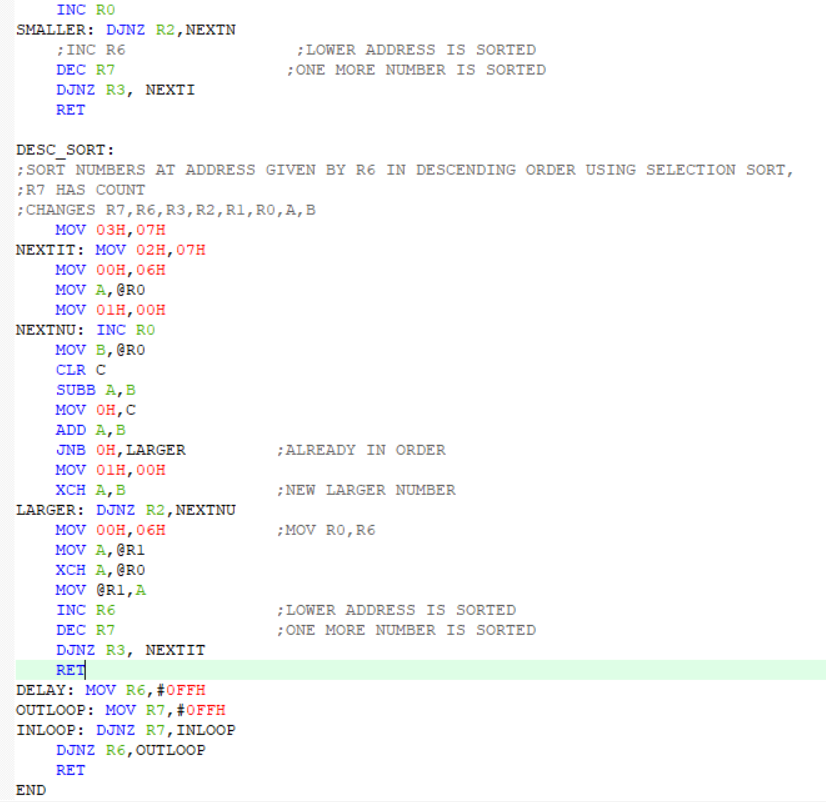 INC R0
SMALLER: DJNZ R2,NEXTN
;INC R6 ;LOWER ADDRESS IS SORTED
DEC R7 ;ONE MORE NUMBER IS SORTED
DJNZ R3, NEXTI
RET
DESC_SORT:
;SORT NUMBERS AT ADDRESS GIVEN BY R6 IN DESCENDING ORDER USING SELECTION SORT,
;R7 HAS COUNT
;CHANGES R7,R6,R3,R2,R1,R0,A,B
MOV 03H,07H
NEXTIT: MOV 02H,07H
MOV 00H,06H
MOV A,@R0
MOV 01H,00H
NEXTNU: INC R0
MOV B,@R0
CLR C
SUBB A,B
MOV 0H,C
ADD A,B
JNB 0H,LARGER ;ALREADY IN ORDER
MOV 01H,00H
XCH A,B ;NEW LARGER NUMBER
LARGER: DJNZ R2,NEXTNU
MOV 00H,06H ;MOV R0,R6
MOV A,@R1
XCH A,@R0
MOV @R1,A
INC R6 ;LOWER ADDRESS IS SORTED
DEC R7 ;ONE MORE NUMBER IS SORTED
DJNZ R3, NEXTIT
RET
DELAY: MOV R6,#0FFH
OUTLOOP: MOV R7,#0FFH
INLOOP: DJNZ R7,INLOOP
DJNZ R6,OUTLOOP
RET
END